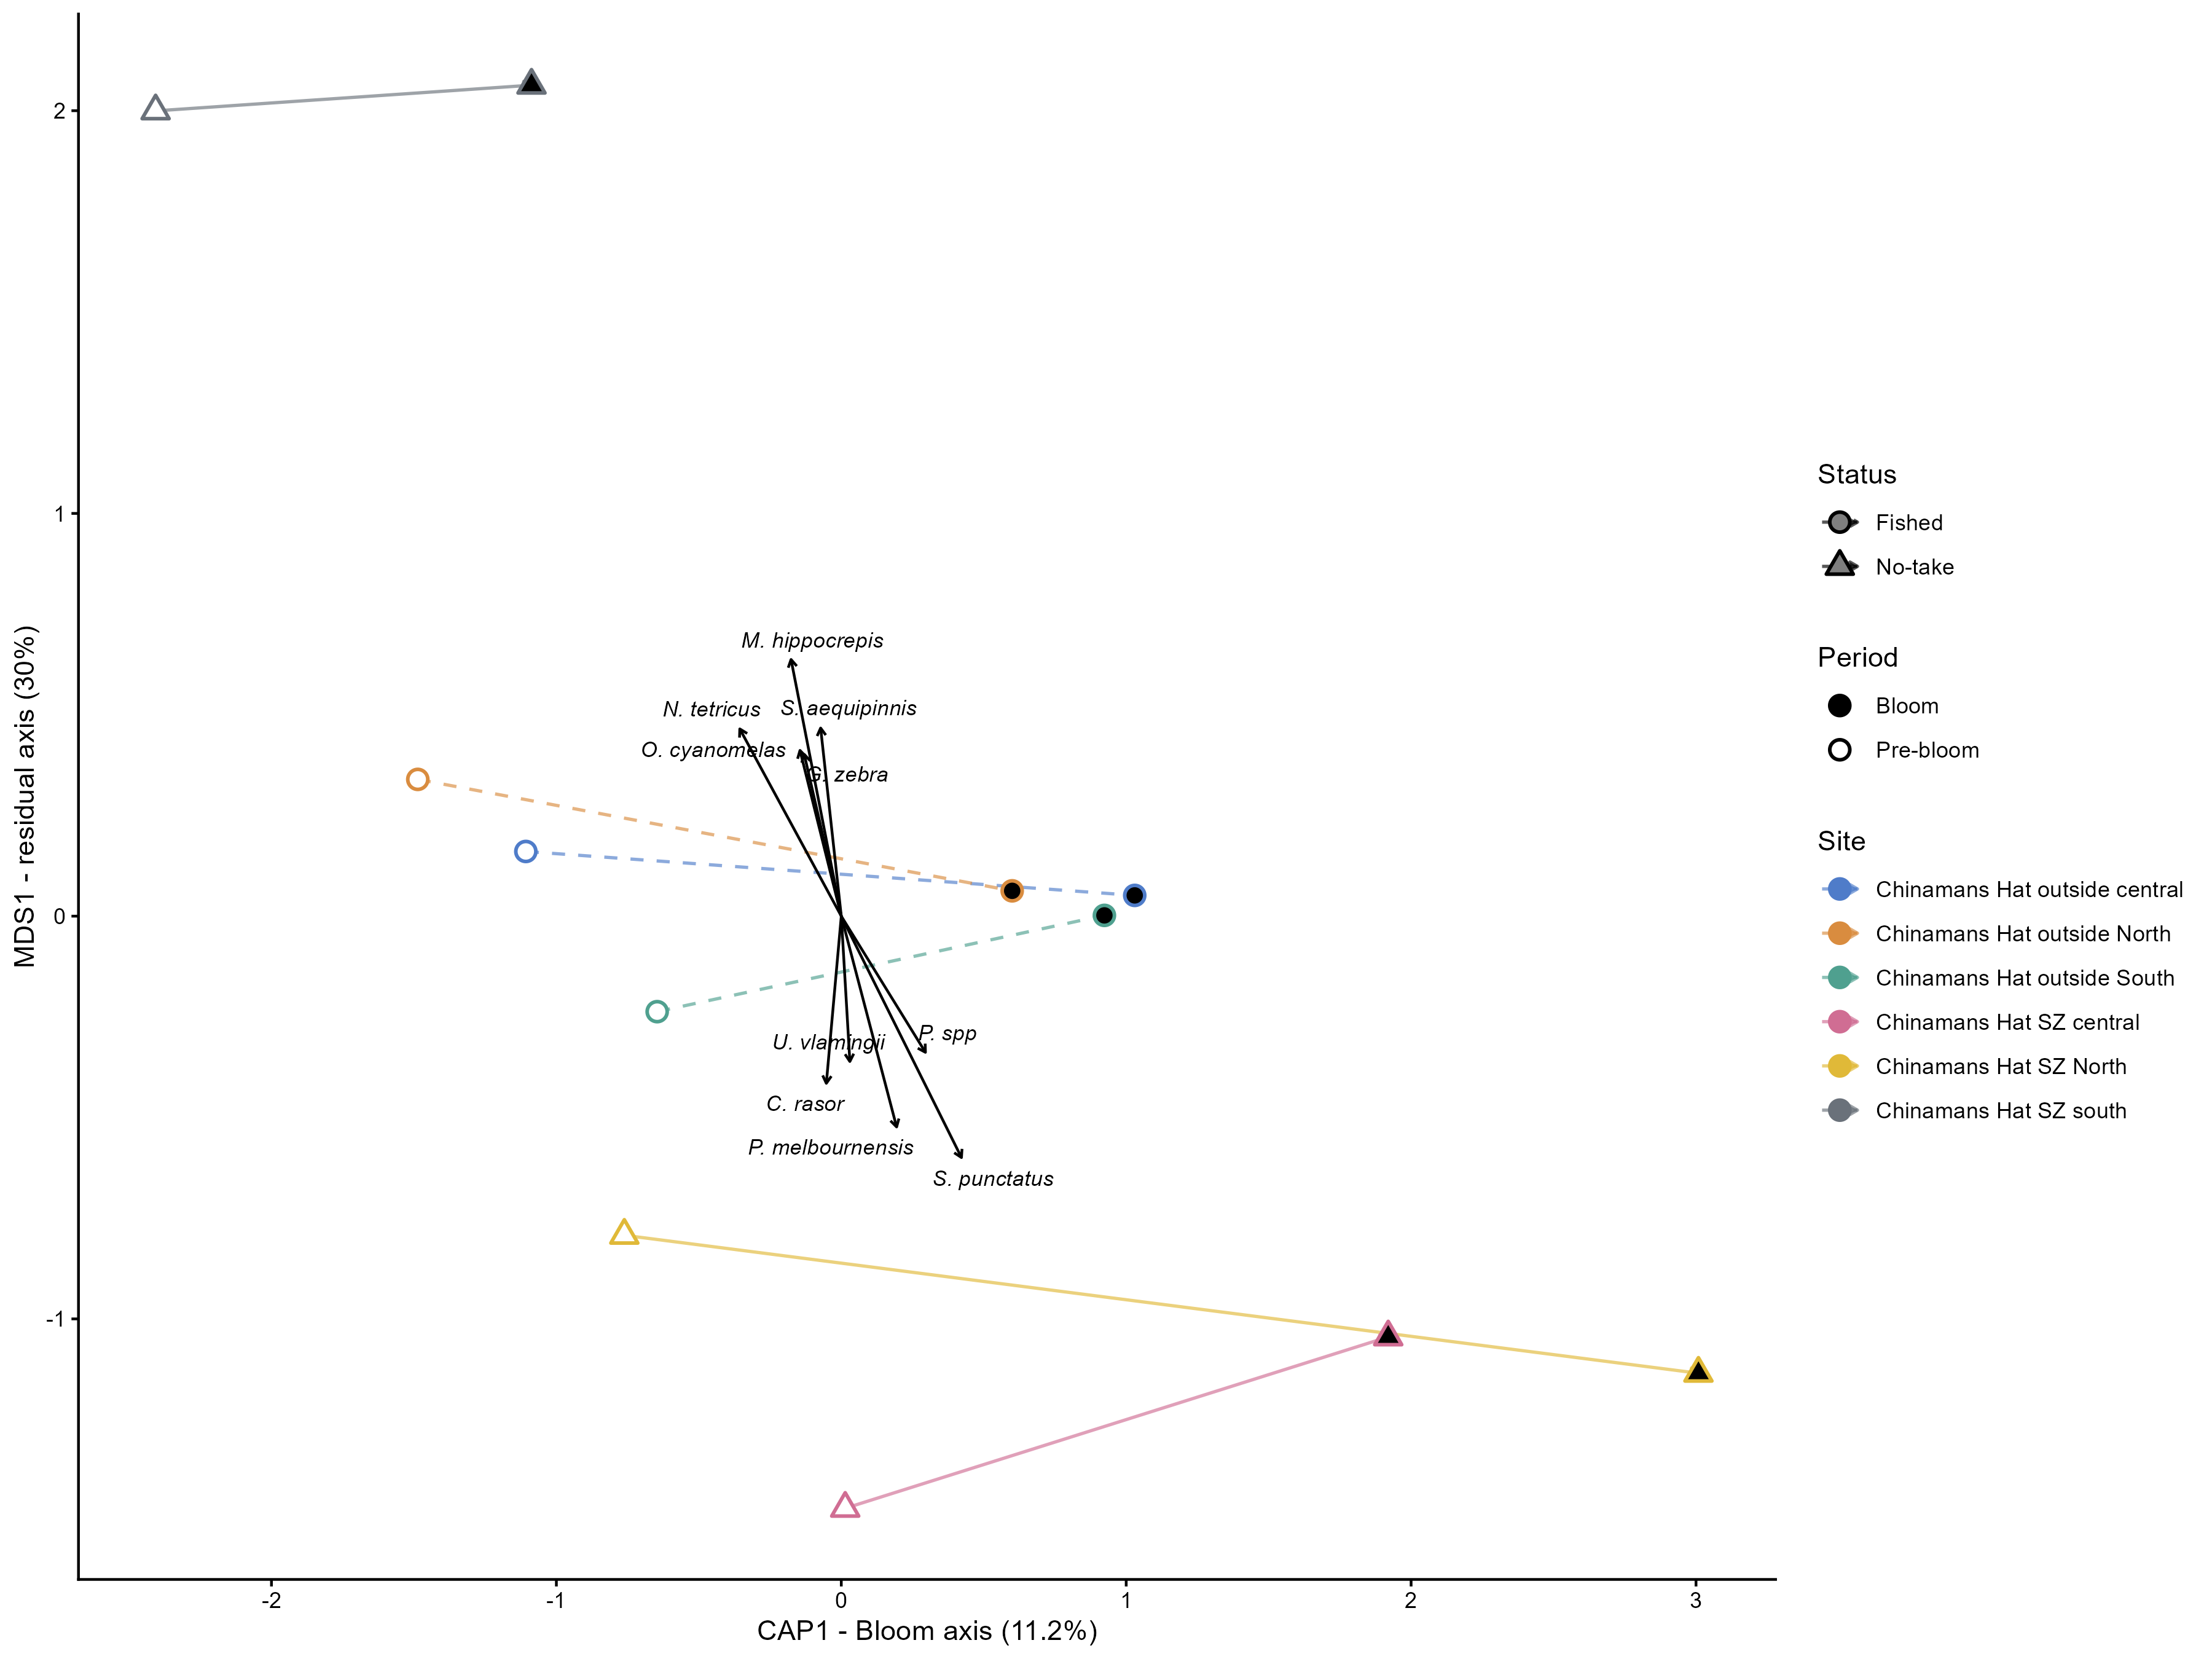 2
1
0
-1
MDS1 - residual axis (30%)
M. hippocrepis
N. tetricus
S. aequipinnis
O. cyanomelas
G. zebra
P. spp
U. vlamingii
C. rasor
P. melbournensis
S. punctatus
-2
-1
0
1
2
3
CAP1 - Bloom axis (11.2%)
Status
Fished
No-take
Period
Bloom
Pre-bloom
Site
Chinamans Hat outside central
Chinamans Hat outside North
Chinamans Hat outside South
Chinamans Hat SZ central
Chinamans Hat SZ North
Chinamans Hat SZ south